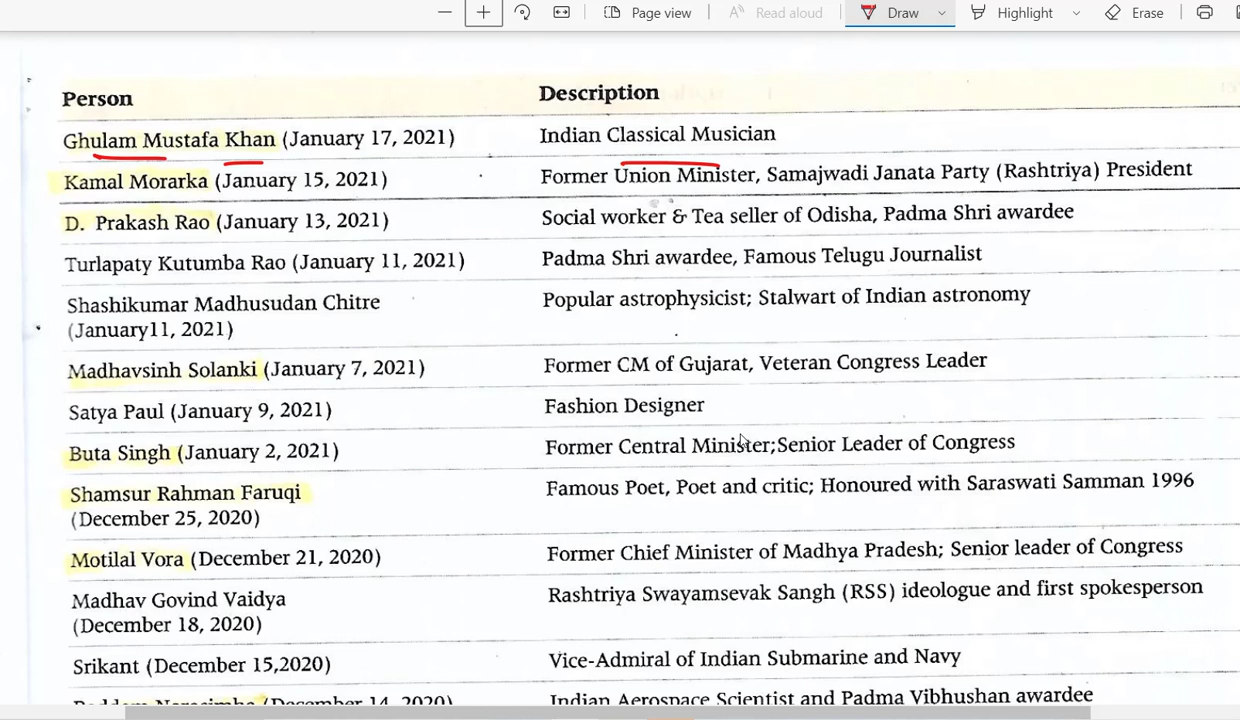 Page view
Read aloud
Draw
Highlight
Erase
Person Description
Ghulam Mustafa Khan (January 17, 2021) Indian Classical Musician
Kamal Morarka (January 15, 2021) Former Union Minister, Samajwadi Janata Party (Rashtriya) President
D. Prakash Rao (January 13, 2021) Social worker & Tea seller of Odisha, Padma Shri awardee
Turlapaty Kutumba Rao (January 11, 2021) Padma Shri awardee, Famous Telugu Journalist
Shashikumar Madhusudan Chitre Popular astrophysicist; Stalwart of Indian astronomy
(January11, 2021)
Madhavsinh Solanki (January 7, 2021) Former CM of Gujarat, Veteran Congress Leader
Satya Paul (January 9, 2021) Fashion Designer
Buta Singh (January 2, 2021) Former Central Minister;Senior Leader of Congress
Shamsur Rahman Faruqi Famous Poet, Poet and critic; Honoured with Saraswati Samman 1996
(December 25, 2020)
Motilal Vora (December 21, 2020) Former Chief Minister of Madhya Pradesh; Senior leader of Congress
Madhav Govind Vaidya Rashtriya Swayamsevak Sangh (RSS) ideologue and first spokesperson
(December 18, 2020)
Srikant (December 15,2020) Vice-Admiral of Indian Submarine and Navy
(December 14, 2020) Indian Aerospace Scientist and Padma Vibhushan awardee